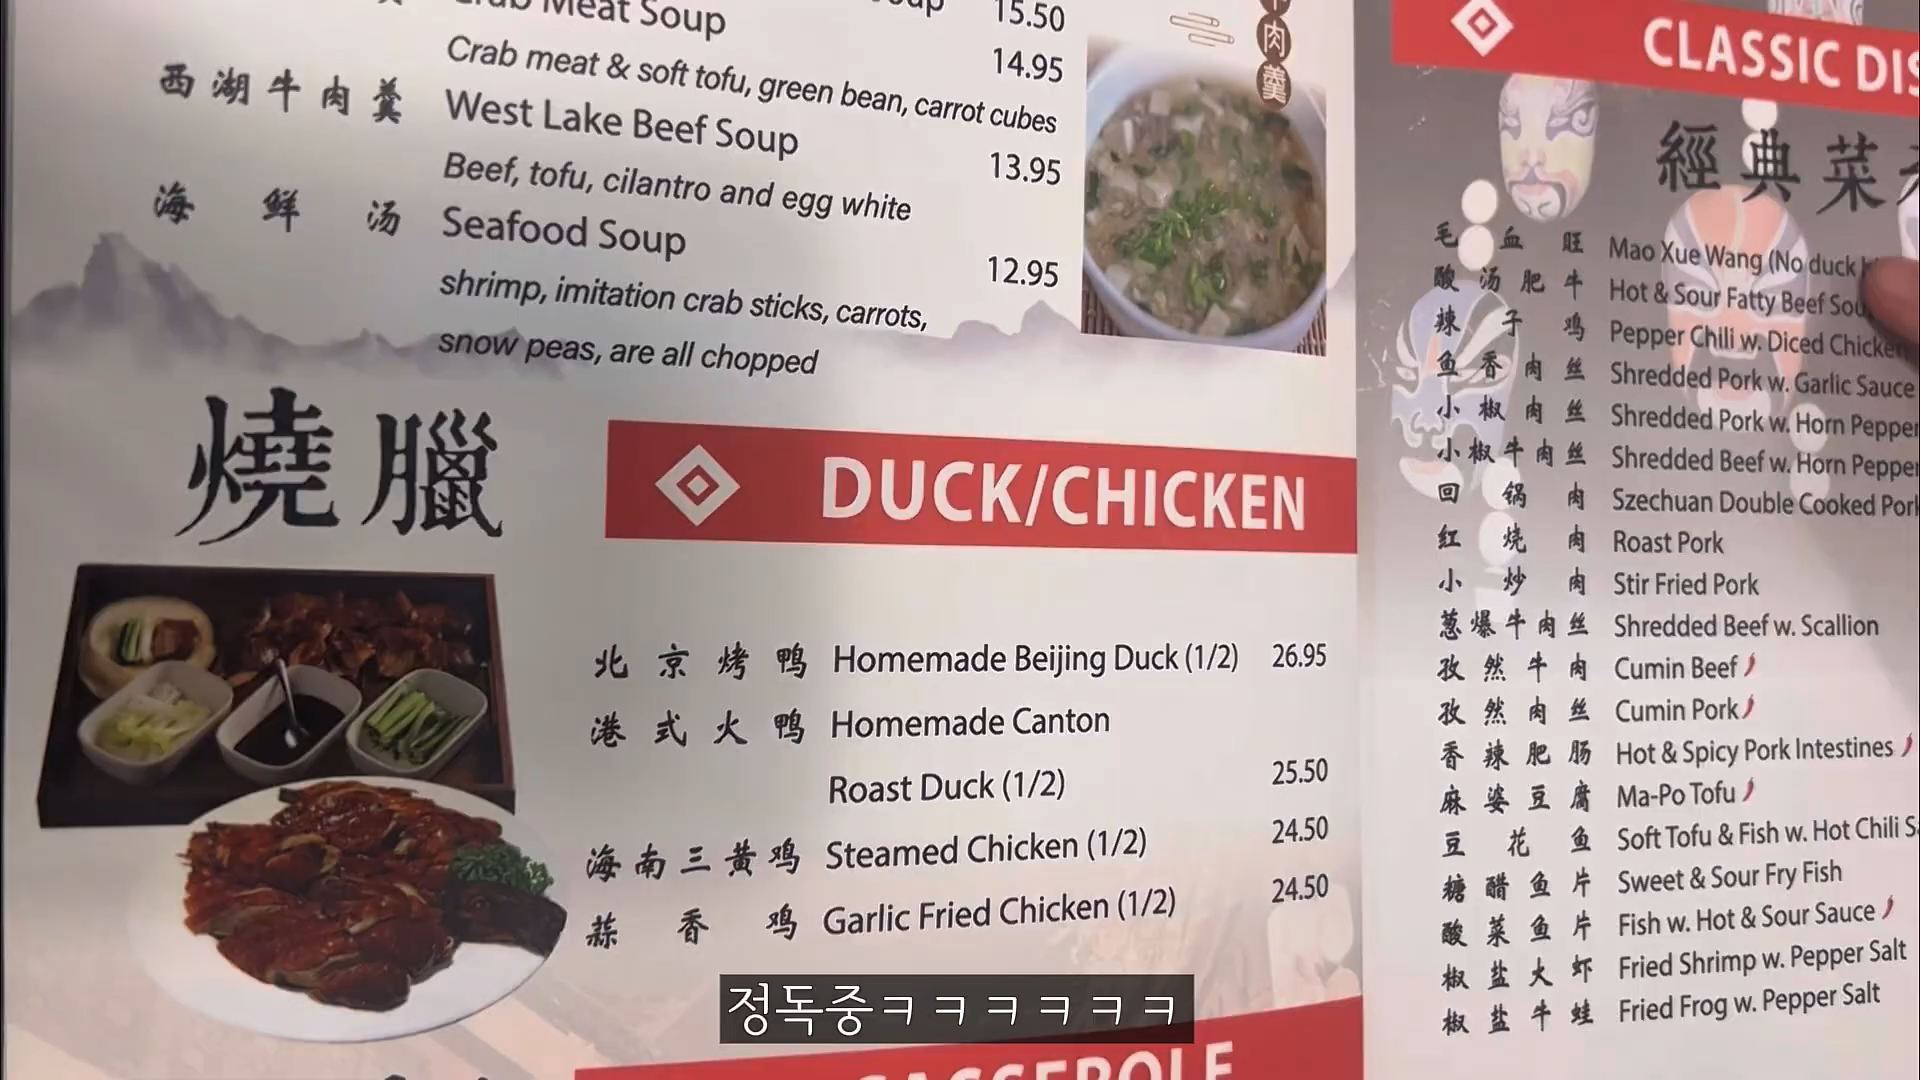 15.50
Crab Meat Soup
14.95
Crab meat & soft tofu, green bean, carrot cubes
西湖牛肉羹 West Lake Beef Soup
13.95
Beef, tofu, cilantro and egg white
海鲜汤 Seafood Soup
12.95
shrimp, imitation crab sticks, carrots,
snow peas, are all chopped
肉羹
燒臘
DUCK/CHICKEN
北京烤鸭 Homemade Beijing Duck (1/2) 26.95
港式火鸭 Homemade Canton
Roast Duck (1/2) 25.50
海南三黄鸡 Steamed Chicken (1/2) 24.50
蒜香鸡 Garlic Fried Chicken (1/2) 24.50
CASSEROLE
CLASSIC
經典菜
毛血旺 Mao Xue Wang (No duck
酸汤肥牛 Hot & Sour Fatty Beef
辣子鸡 Pepper Chili w. Diced Chicken
鱼香肉丝 Shredded Pork w. Garlic Sauce
小椒肉丝 Shredded Pork w. Horn Pepper
小椒牛肉丝 Shredded Beef w. Horn Pepper
回锅肉 Szechuan Double Cooked Pork
红烧肉 Roast Pork
小炒肉 Stir Fried Pork
葱爆牛肉丝 Shredded Beef w. Scallion
孜然牛肉 Cumin Beef
孜然肉丝 Cumin Pork
香辣肥肠 Hot & Spicy Pork Intestines
麻婆豆腐 Ma-Po Tofu
豆花鱼 Soft Tofu & Fish w. Hot Chili
糖醋鱼片 Sweet & Sour Fry Fish
酸菜鱼片 Fish w. Hot & Sour Sauce
椒盐大虾 Fried Shrimp w. Pepper Salt
椒盐牛蛙 Fried Frog w. Pepper Salt
정독중ㅋㅋㅋㅋㅋㅋ